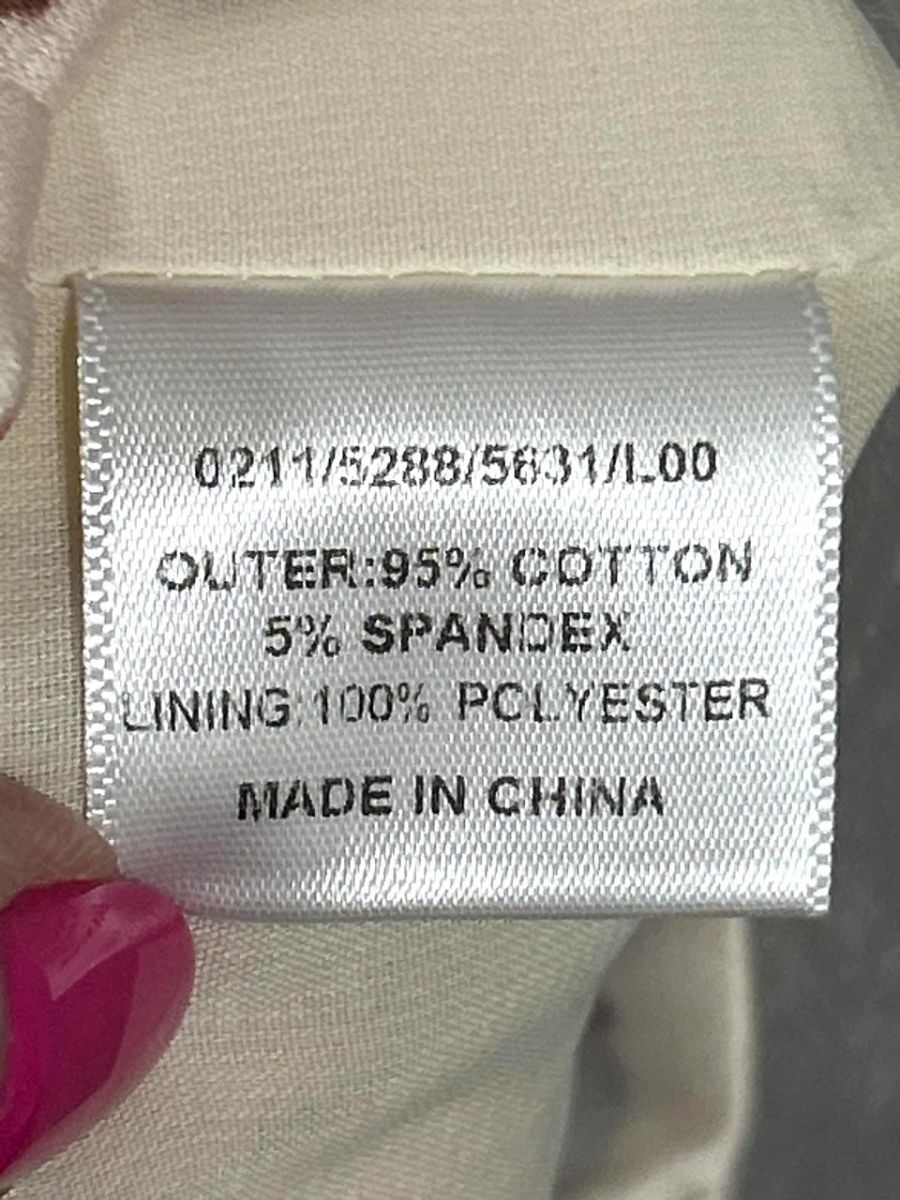 0211/5288/5631/L00
OUTER:95% COTTON
5% SPANDEX
LINING:100% POLYESTER
MADE IN CHINA